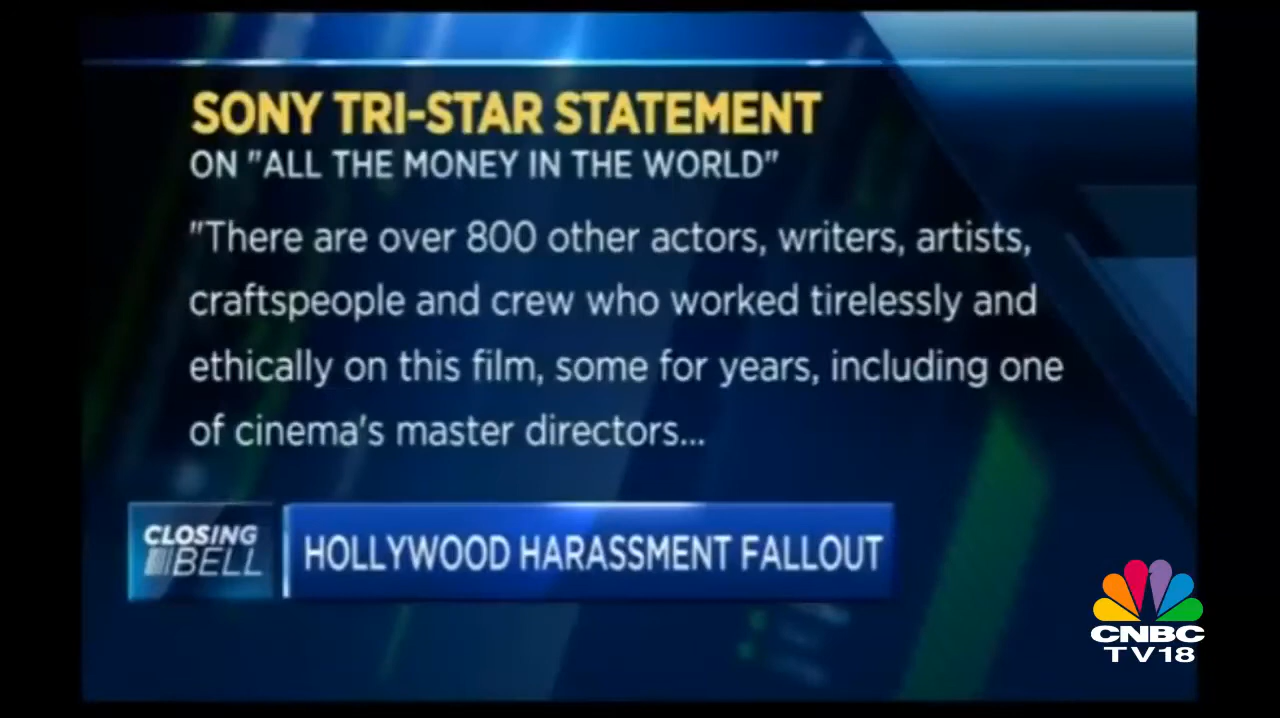 SONY TRI-STAR STATEMENT
ON "ALL THE MONEY IN THE WORLD"
"There are over 800 other actors, writers, artists,
craftspeople and crew who worked tirelessly and
ethically on this film, some for years, including one
of cinema's master directors...
CLOSING
BELL
HOLLYWOOD HARASSMENT FALLOUT
CNBC
TV18